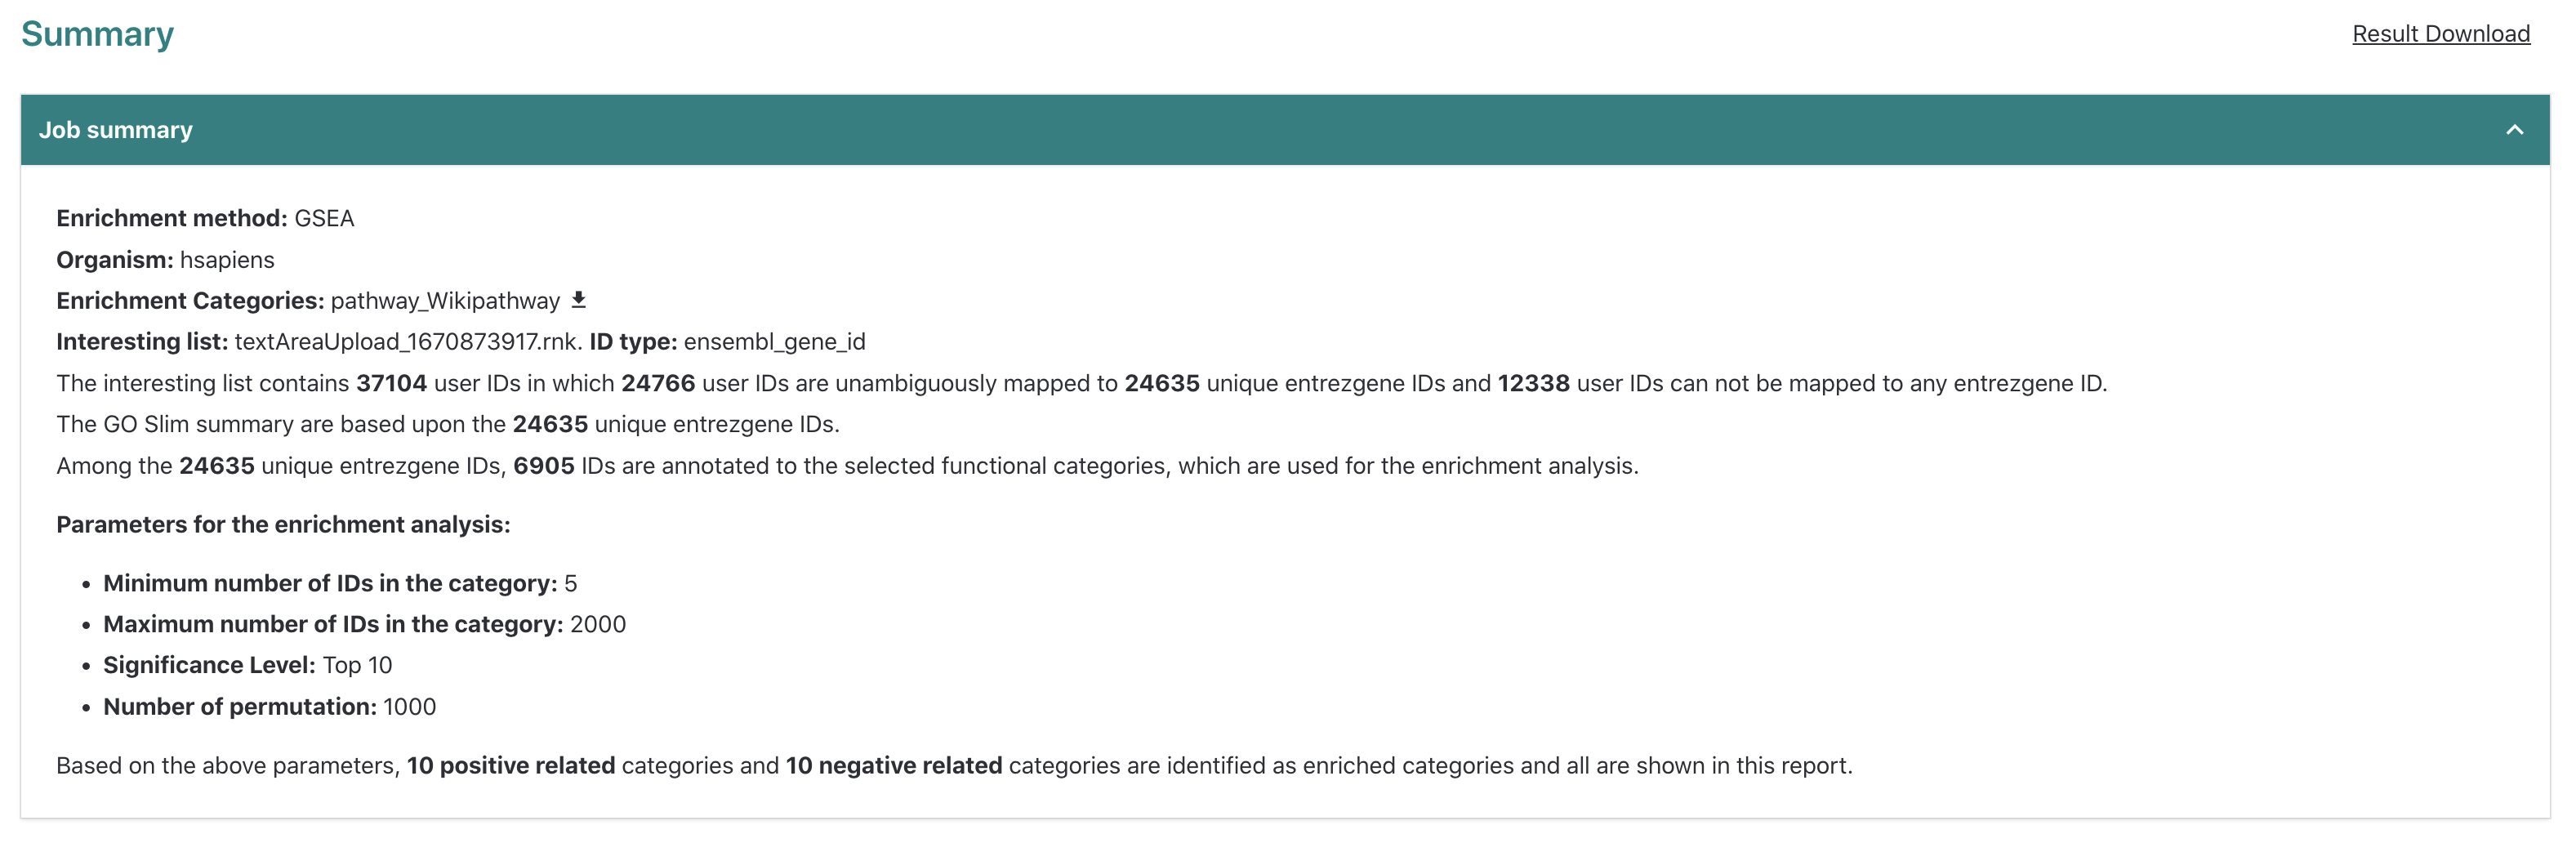 Summary
Result Download
Job summary
Enrichment method: GSEA
Organism: hsapiens
Enrichment Categories: pathway_Wikipathway
Interesting list: textAreaUpload_1670873917.rnk. ID type: ensembl_gene_id
The interesting list contains 37104 user IDs in which 24766 user IDs are unambiguously mapped to 24635 unique entrezgene IDs and 12338 user IDs can not be mapped to any entrezgene ID.
The GO Slim summary are based upon the 24635 unique entrezgene IDs.
Among the 24635 unique entrezgene IDs, 6905 IDs are annotated to the selected functional categories, which are used for the enrichment analysis.
Parameters for the enrichment analysis:
• Minimum number of IDs in the category: 5
• Maximum number of IDs in the category: 2000
• Significance Level: Top 10
• Number of permutation: 1000
Based on the above parameters, 10 positive related categories and 10 negative related categories are identified as enriched categories and all are shown in this report.